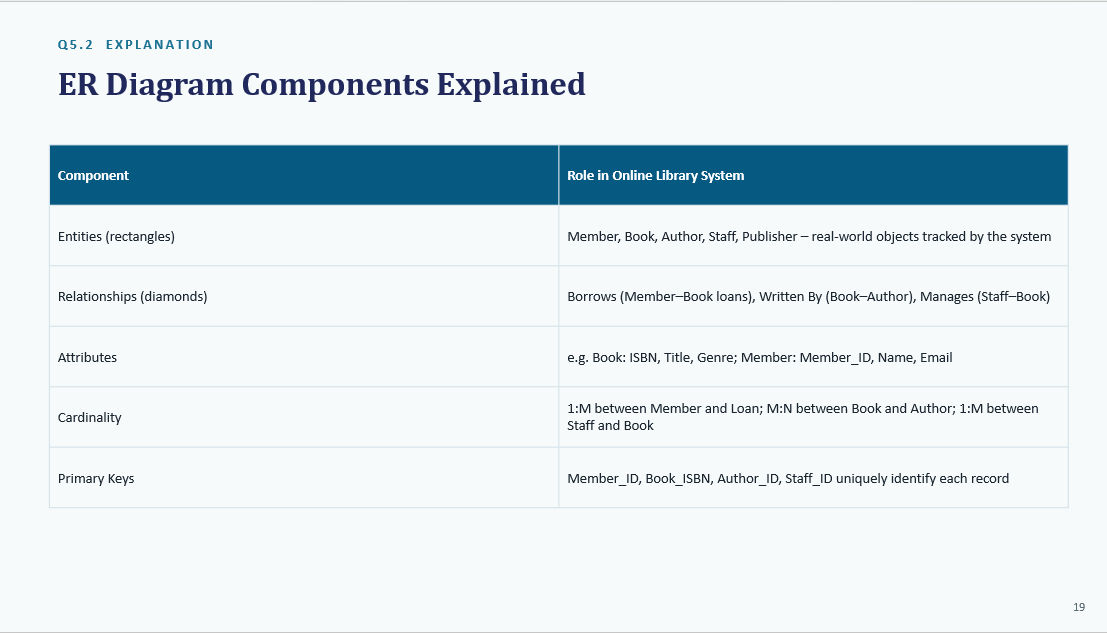 Q5.2 EXPLANATION
ER Diagram Components Explained
Component
Role in Online Library System
Entities (rectangles)
Member, Book, Author, Staff, Publisher – real-world objects tracked by the system
Relationships (diamonds)
Borrows (Member–Book loans), Written By (Book–Author), Manages (Staff–Book)
Attributes
e.g. Book: ISBN, Title, Genre; Member: Member_ID, Name, Email
Cardinality
1:M between Member and Loan; M:N between Book and Author; 1:M between
Staff and Book
Primary Keys
Member_ID, Book_ISBN, Author_ID, Staff_ID uniquely identify each record
19